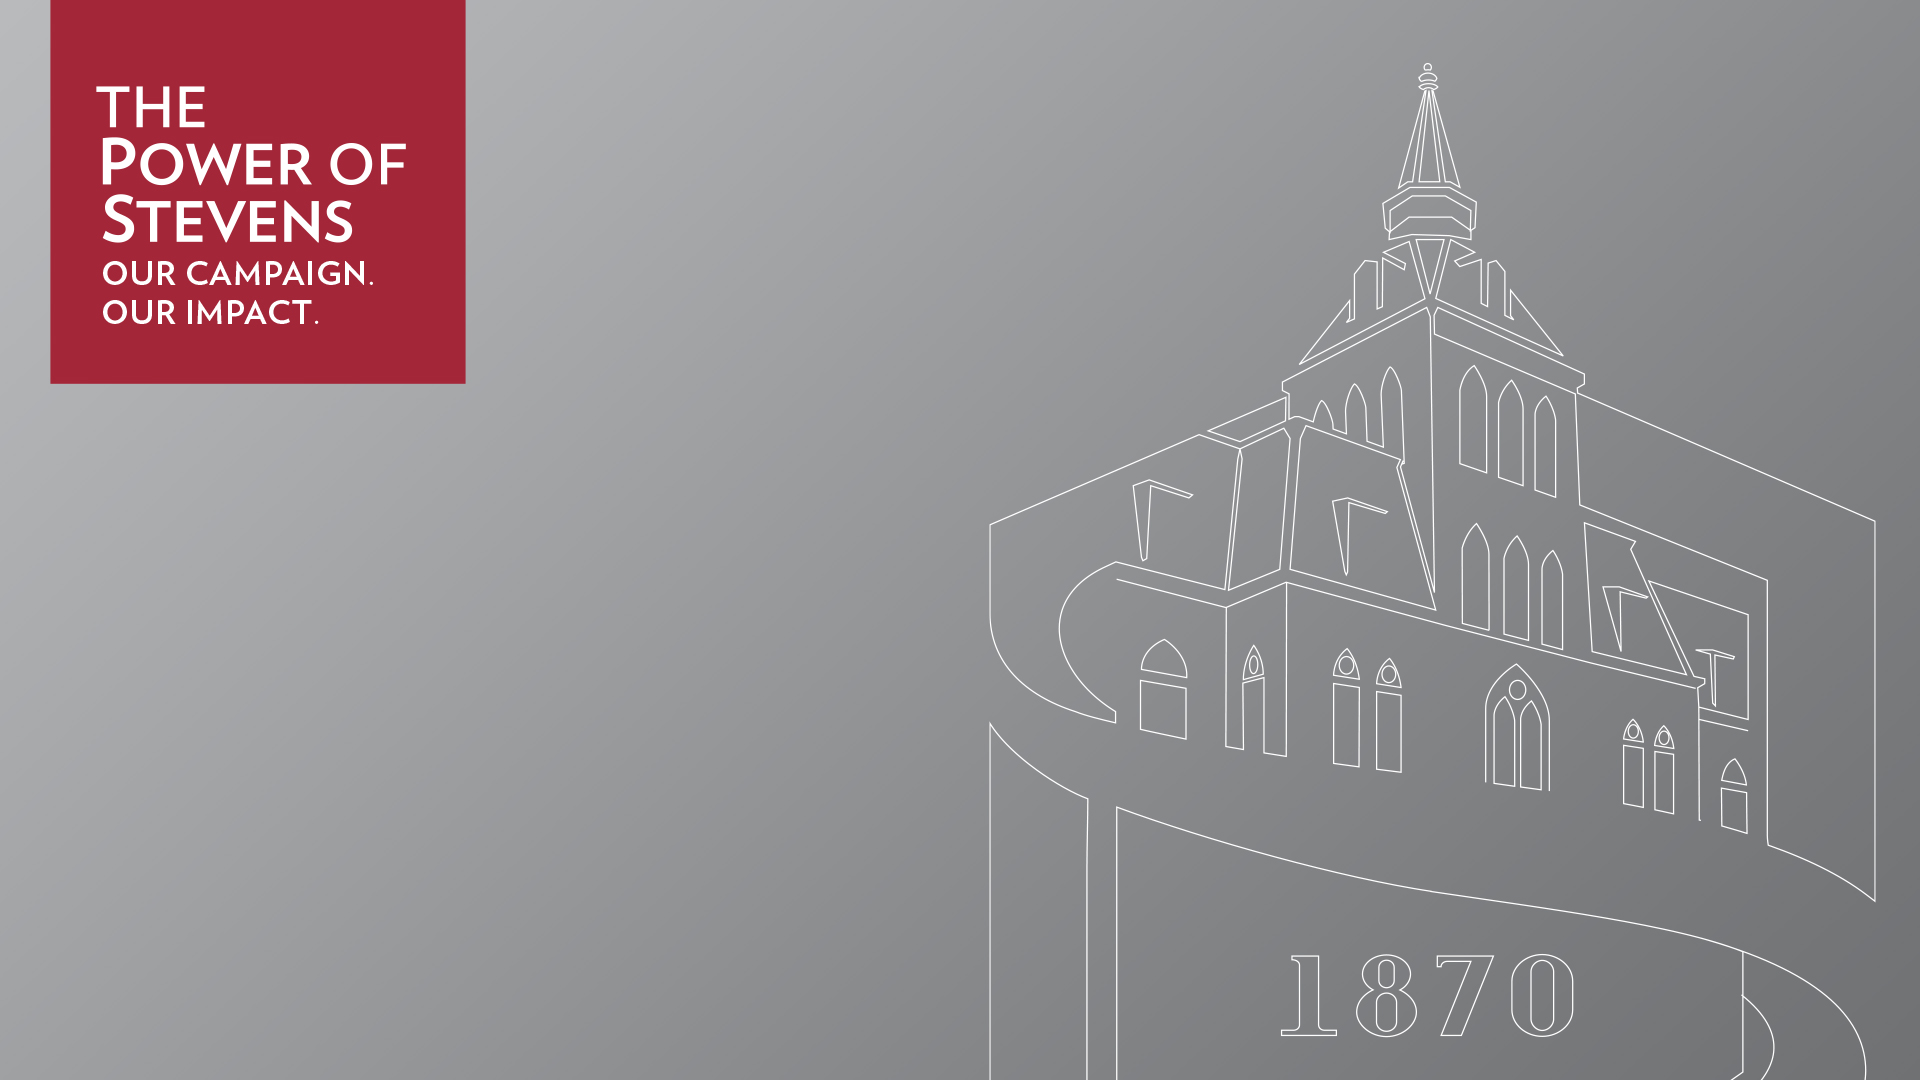 THE
POWER OF
STEVENS
OUR CAMPAIGN.
OUR IMPACT.
1870